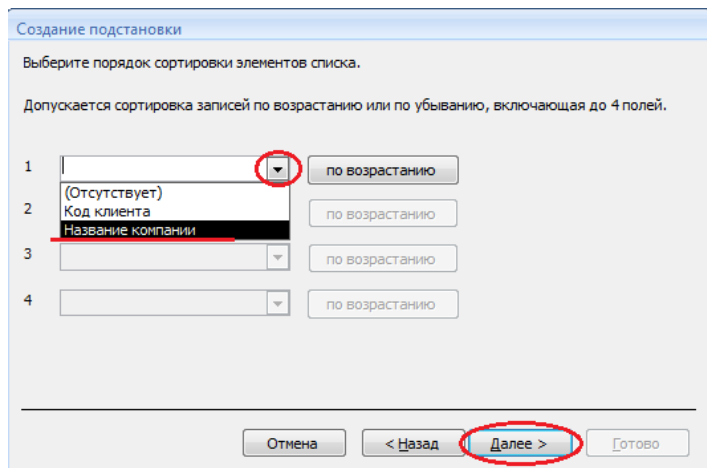 Создание подстановки
Выберите порядок сортировки элементов списка.
Допускается сортировка записей по возрастанию или по убыванию, включающая до 4 полей.
1 по возрастанию
(Отсутствует)
2 Код клиента по возрастанию
Название компании
3 по возрастанию
4 по возрастанию
Отмена < Назад Далее > Готово